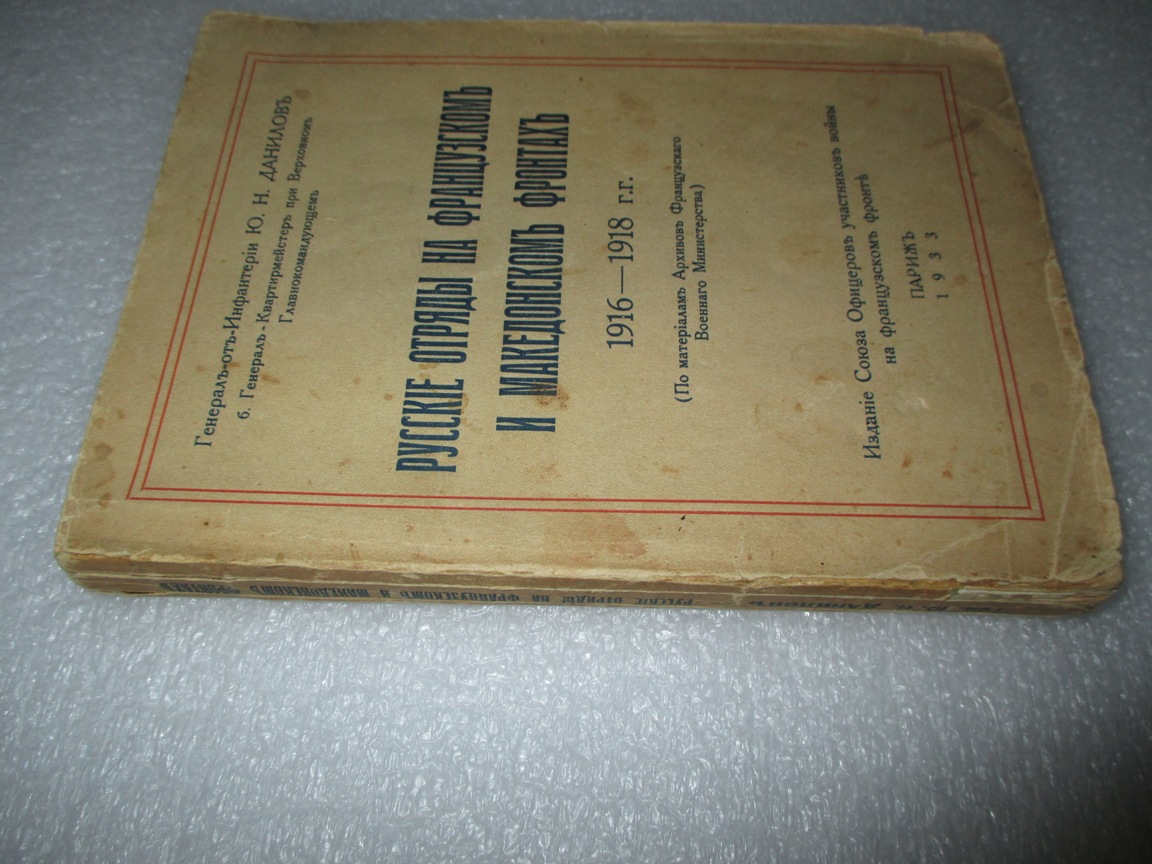 Генералъ-отъ-Инфантеріи Ю. Н. ДАНИЛОВЪ
б. Генералъ-Квартирмейстеръ при Верховномъ
Главнокомандующемъ
РУССКІЕ ОТРЯДЫ НА ФРАНЦУЗСКОМЪ
И МАКЕДОНСКОМЪ ФРОНТАХЪ
1916—1918 г.г.
(По матеріаламъ Архивовъ Французскаго
Военнаго Министерства)
Изданіе Союза Офицеровъ участниковъ войны
на французскомъ фронтѣ
ПАРИЖЪ
1933
Ю. Н. ДАНИЛОВЪ
РУССКІЕ ОТРЯДЫ НА ФРАНЦУЗСКОМЪ И МАКЕДОНСКОМЪ ФРОНТАХЪ